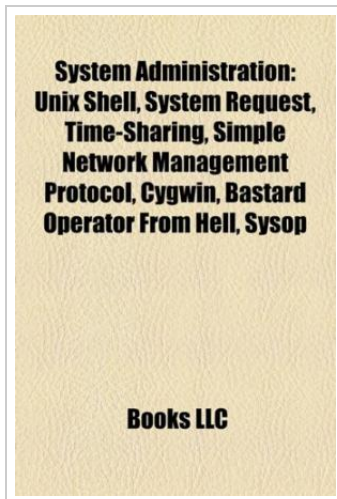 System Administration:
Unix Shell, System Request,
Time-Sharing, Simple
Network Management
Protocol, Cygwin, Bastard
Operator From Hell, Sysop
Books LLC